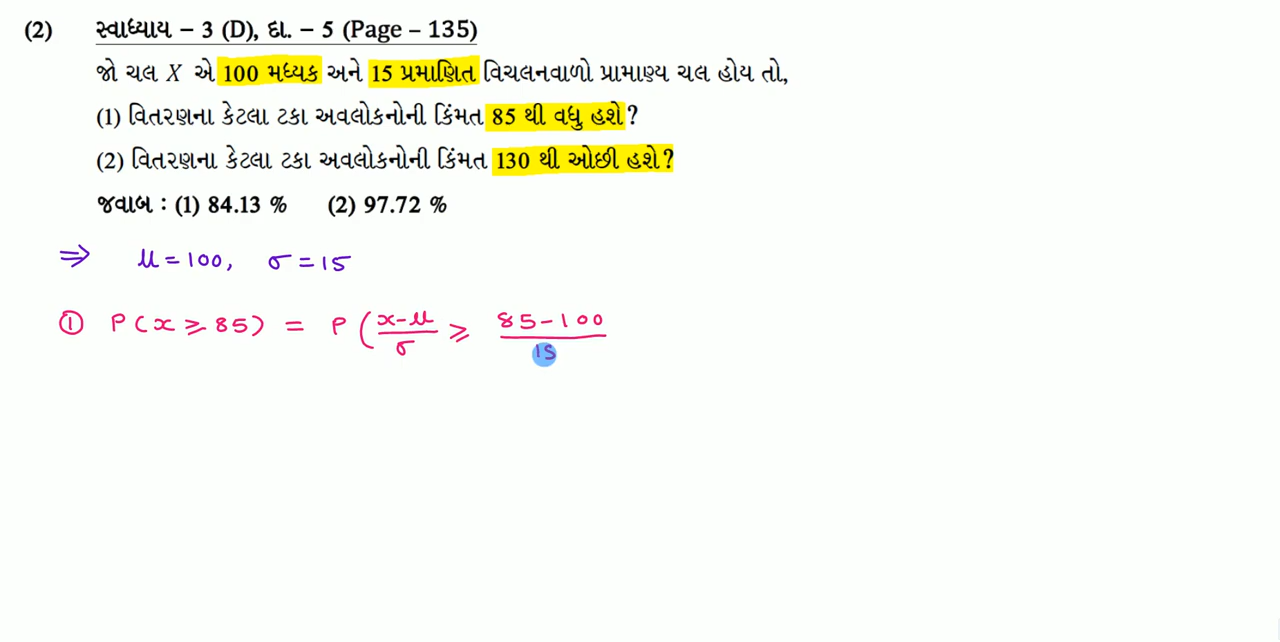 (2) સ્વાધ્યાય – 3 (D), દા. – 5 (Page – 135)
જો ચલ X એ 100 મધ્યક અને 15 પ્રમાણિત વિચલનવાળો પ્રામાણ્ય ચલ હોય તો,
(1) વિતરણના કેટલા ટકા અવલોકનોની કિંમત 85 થી વધુ હશે?
(2) વિતરણના કેટલા ટકા અવલોકનોની કિંમત 130 થી ઓછી હશે?
જવાબ : (1) 84.13 % (2) 97.72 %
⇒ μ = 100, σ = 15
① P(x ≥ 85) = P( (x-μ)/σ ≥ (85-100)/15